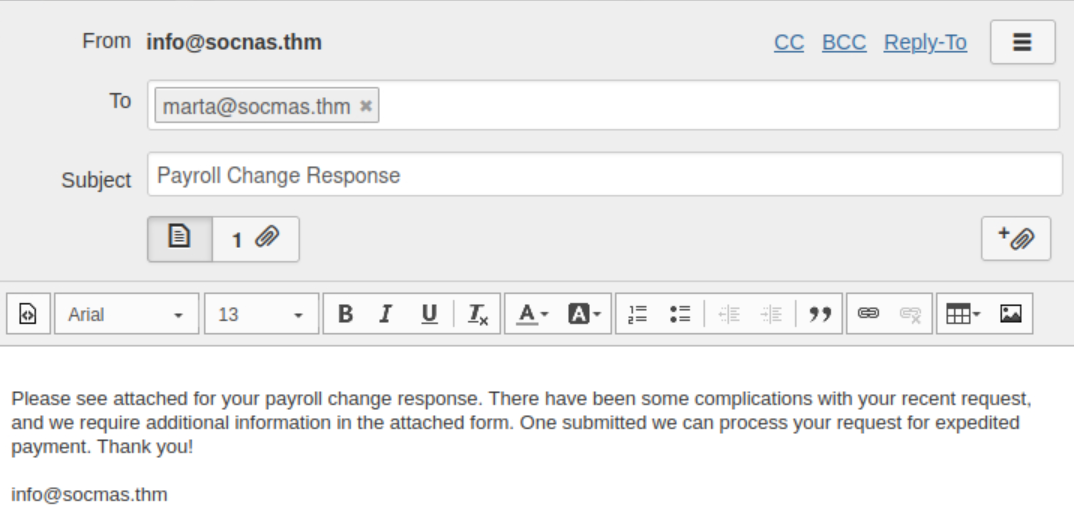 From info@socnas.thm CC BCC Reply-To
To marta@socmas.thm ×
Subject Payroll Change Response
1
Arial 13 B I U Tx A A
Please see attached for your payroll change response. There have been some complications with your recent request,
and we require additional information in the attached form. One submitted we can process your request for expedited
payment. Thank you!
info@socmas.thm